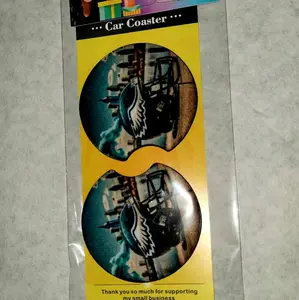 ••• Car Coaster •••
Thank you so much for supporting
my small business